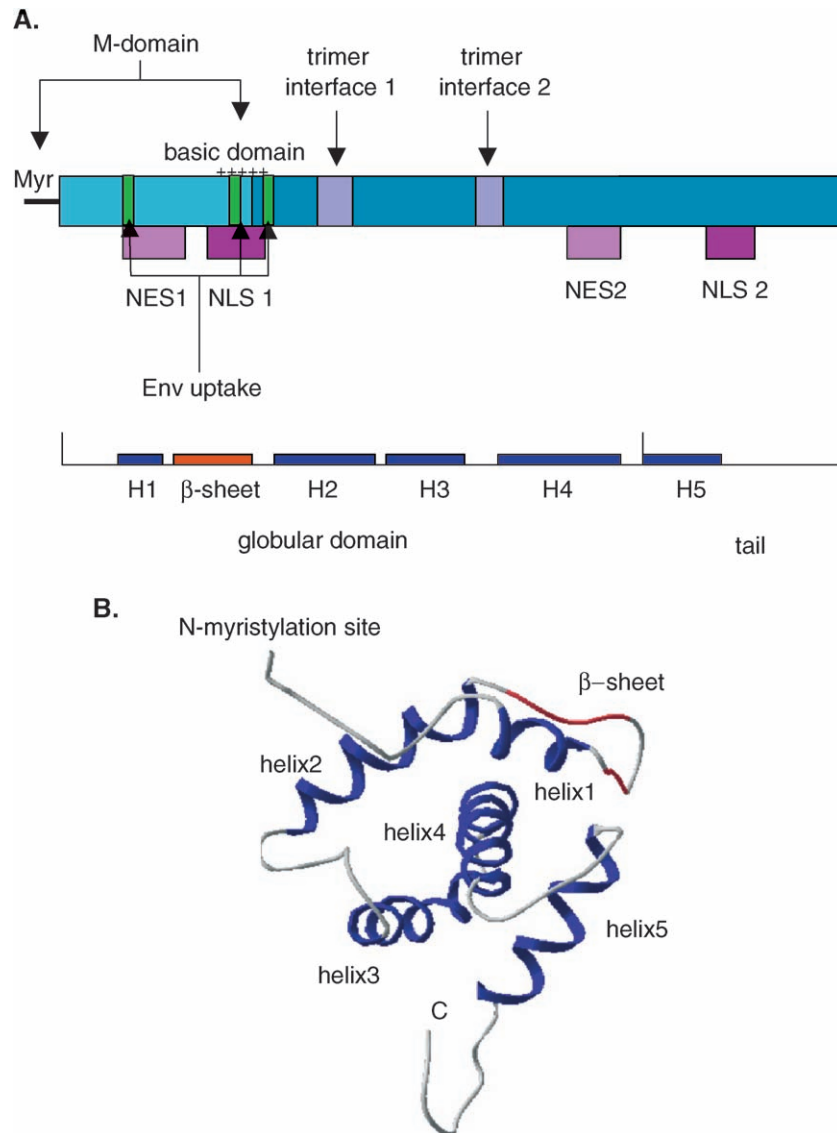 A.
M-domain
trimer
interface 1
trimer
interface 2
basic domain
+++++
Myr
NES1
NLS 1
NES2
NLS 2
Env uptake
H1
β-sheet
H2
H3
H4
H5
globular domain
tail
B.
N-myristylation site
β–sheet
helix2
helix1
helix4
helix5
helix3
C